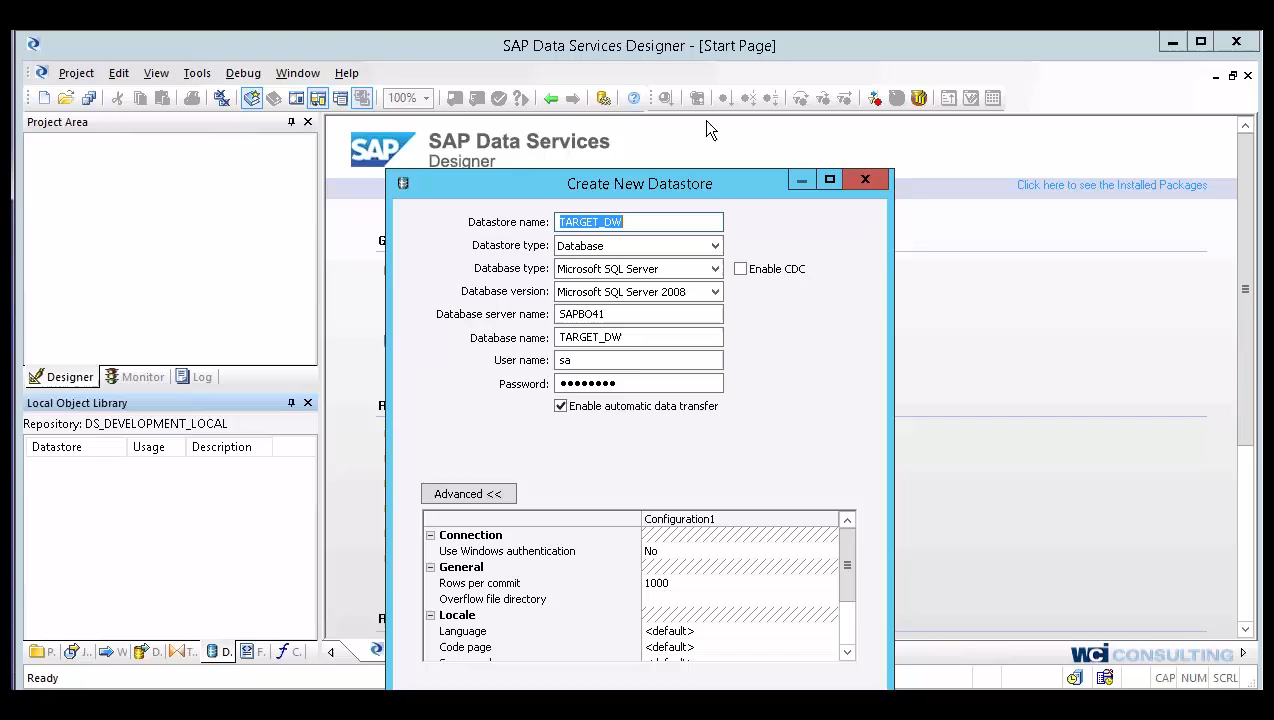 SAP Data Services Designer - [Start Page]
Project Edit View Tools Debug Window Help
100%
Project Area
SAP
SAP Data Services
Designer
Click here to see the Installed Packages
Create New Datastore
Datastore name: TARGET_DW
Datastore type: Database
Database type: Microsoft SQL Server
Enable CDC
Database version: Microsoft SQL Server 2008
Database server name: SAPBO41
Database name: TARGET_DW
User name: sa
Password: ●●●●●●●●
Enable automatic data transfer
Designer Monitor Log
Local Object Library
Repository: DS_DEVELOPMENT_LOCAL
Datastore Usage Description
Advanced <<
Configuration1
Connection
Use Windows authentication No
General
Rows per commit 1000
Overflow file directory
Locale
Language <default>
Code page <default>
P. J.. W D.. T.. D. F. C.
WCI CONSULTING
Ready
CAP NUM SCRL